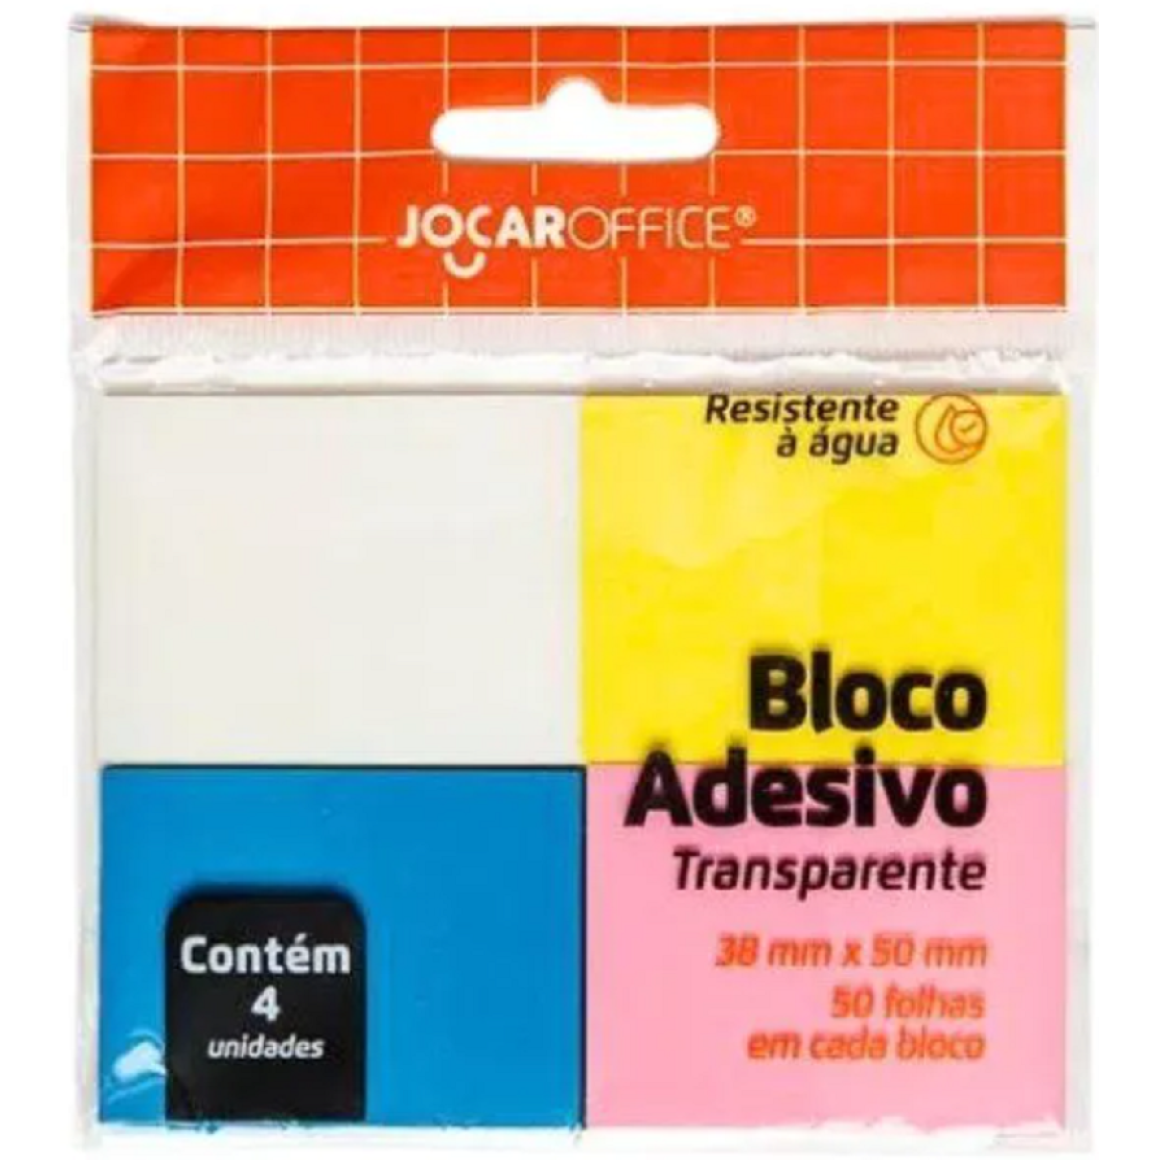 JOCAROFFICE®
Resistente
à água
Bloco
Adesivo
Transparente
38 mm x 50 mm
50 folhas
em cada bloco
Contém
4
unidades